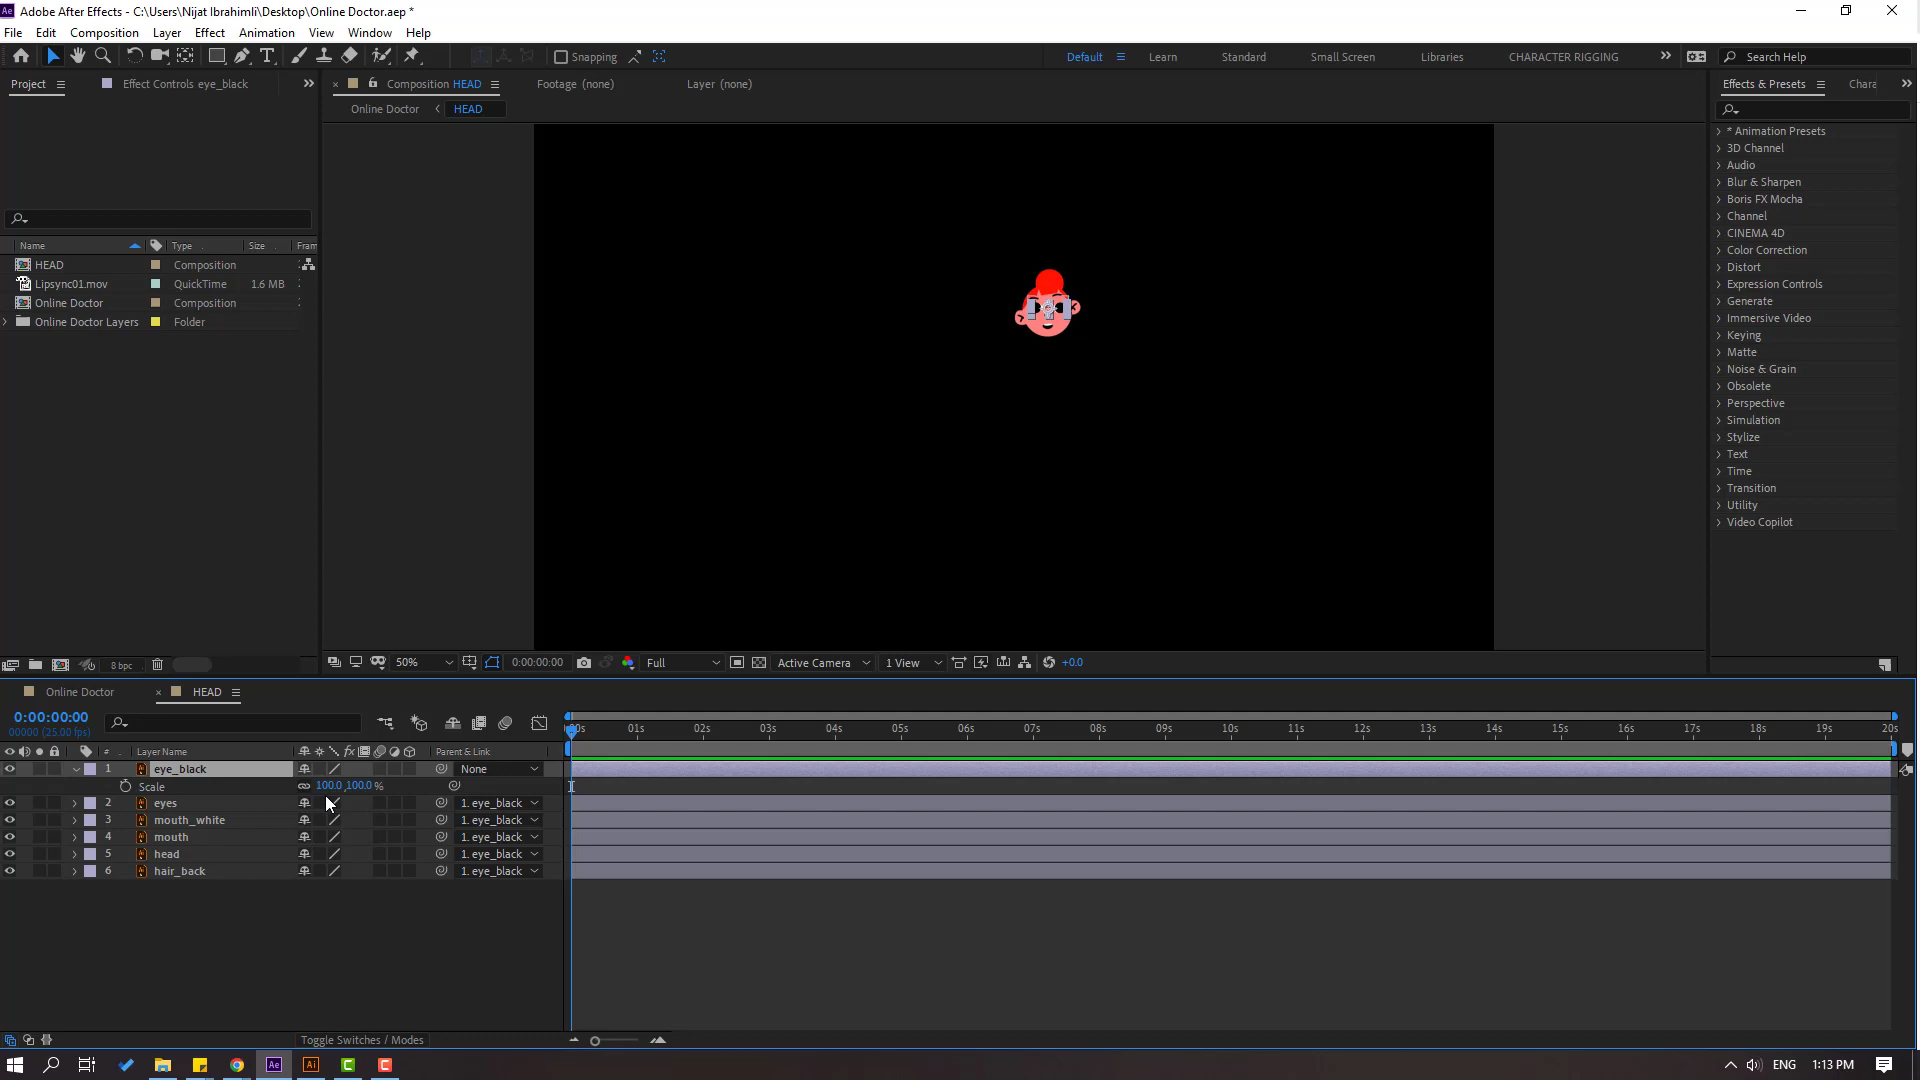 Ae Adobe After Effects - C:\Users\Nijat Ibrahimli\Desktop\Online Doctor.aep *
File Edit Composition Layer Effect Animation View Window Help
Snapping Default Learn Standard Small Screen Libraries CHARACTER RIGGING Search Help
Project Effect Controls eye_black Composition HEAD Footage (none) Layer (none) Effects & Presets Chara
Online Doctor HEAD
* Animation Presets
3D Channel
Audio
Blur & Sharpen
Boris FX Mocha
Channel
CINEMA 4D
Color Correction
Distort
Expression Controls
Generate
Immersive Video
Keying
Matte
Noise & Grain
Obsolete
Perspective
Simulation
Stylize
Text
Time
Transition
Utility
Video Copilot
Name Type Size Fram
HEAD Composition
Lipsync01.mov QuickTime 1.6 MB
Online Doctor Composition
Online Doctor Layers Folder
8 bpc 50% 0:00:00:00 Full Active Camera 1 View +0.0
Online Doctor HEAD
0:00:00:00
00000 (25.00 fps)
01s 02s 03s 04s 05s 06s 07s 08s 09s 10s 11s 12s 13s 14s 15s 16s 17s 18s 19s 20s
# Layer Name fx Parent & Link
1 eye_black None
Scale 100.0,100.0 %
2 eyes 1. eye_black
3 mouth_white 1. eye_black
4 mouth 1. eye_black
5 head 1. eye_black
6 hair_back 1. eye_black
Toggle Switches / Modes
Ae Ai C C ENG 1:13 PM